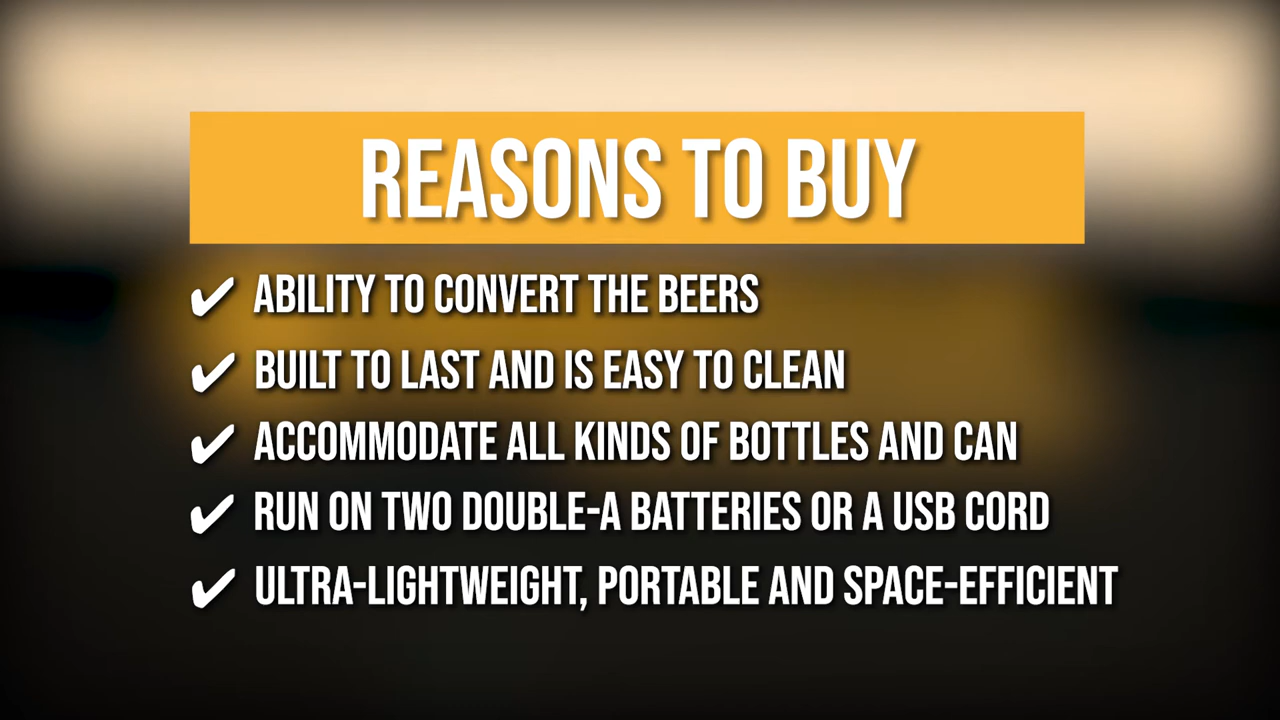 REASONS TO BUY
✔ ABILITY TO CONVERT THE BEERS
✔ BUILT TO LAST AND IS EASY TO CLEAN
✔ ACCOMMODATE ALL KINDS OF BOTTLES AND CAN
✔ RUN ON TWO DOUBLE-A BATTERIES OR A USB CORD
✔ ULTRA-LIGHTWEIGHT, PORTABLE AND SPACE-EFFICIENT